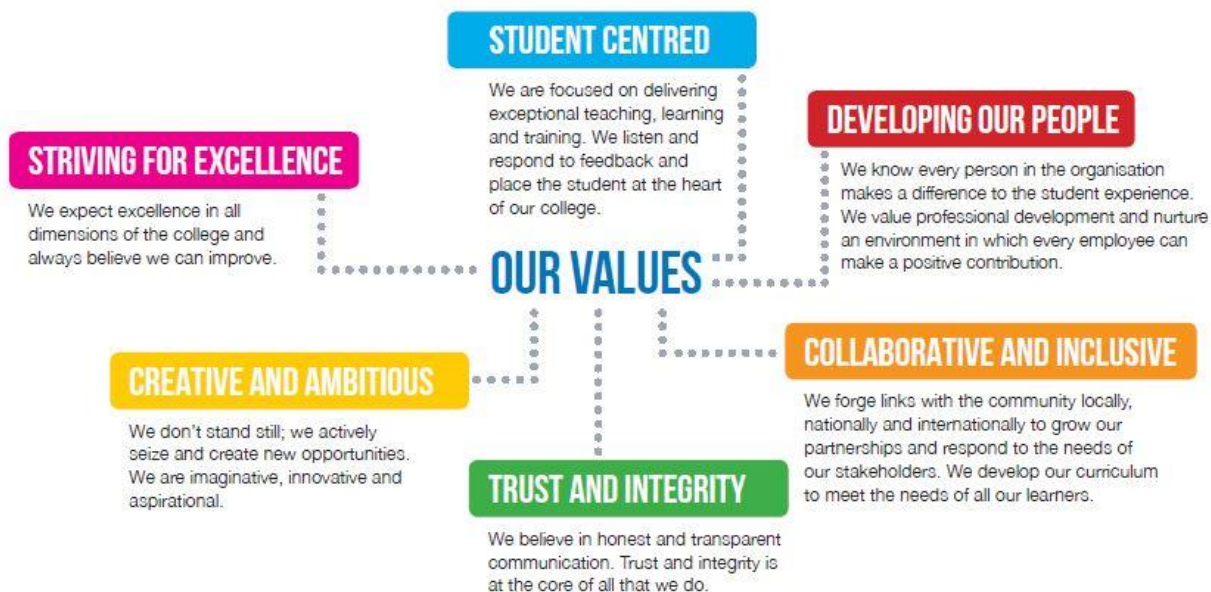 STUDENT CENTRED
We are focused on delivering
exceptional teaching, learning
and training. We listen and
respond to feedback and
place the student at the heart
of our college.
DEVELOPING OUR PEOPLE
We know every person in the organisation
makes a difference to the student experience.
We value professional development and nurture
an environment in which every employee can
make a positive contribution.
STRIVING FOR EXCELLENCE
We expect excellence in all
dimensions of the college and
always believe we can improve.
OUR VALUES
COLLABORATIVE AND INCLUSIVE
We forge links with the community locally,
nationally and internationally to grow our
partnerships and respond to the needs of
our stakeholders. We develop our curriculum
to meet the needs of all our learners.
CREATIVE AND AMBITIOUS
We don't stand still; we actively
seize and create new opportunities.
We are imaginative, innovative and
aspirational.
TRUST AND INTEGRITY
We believe in honest and transparent
communication. Trust and integrity is
at the core of all that we do.